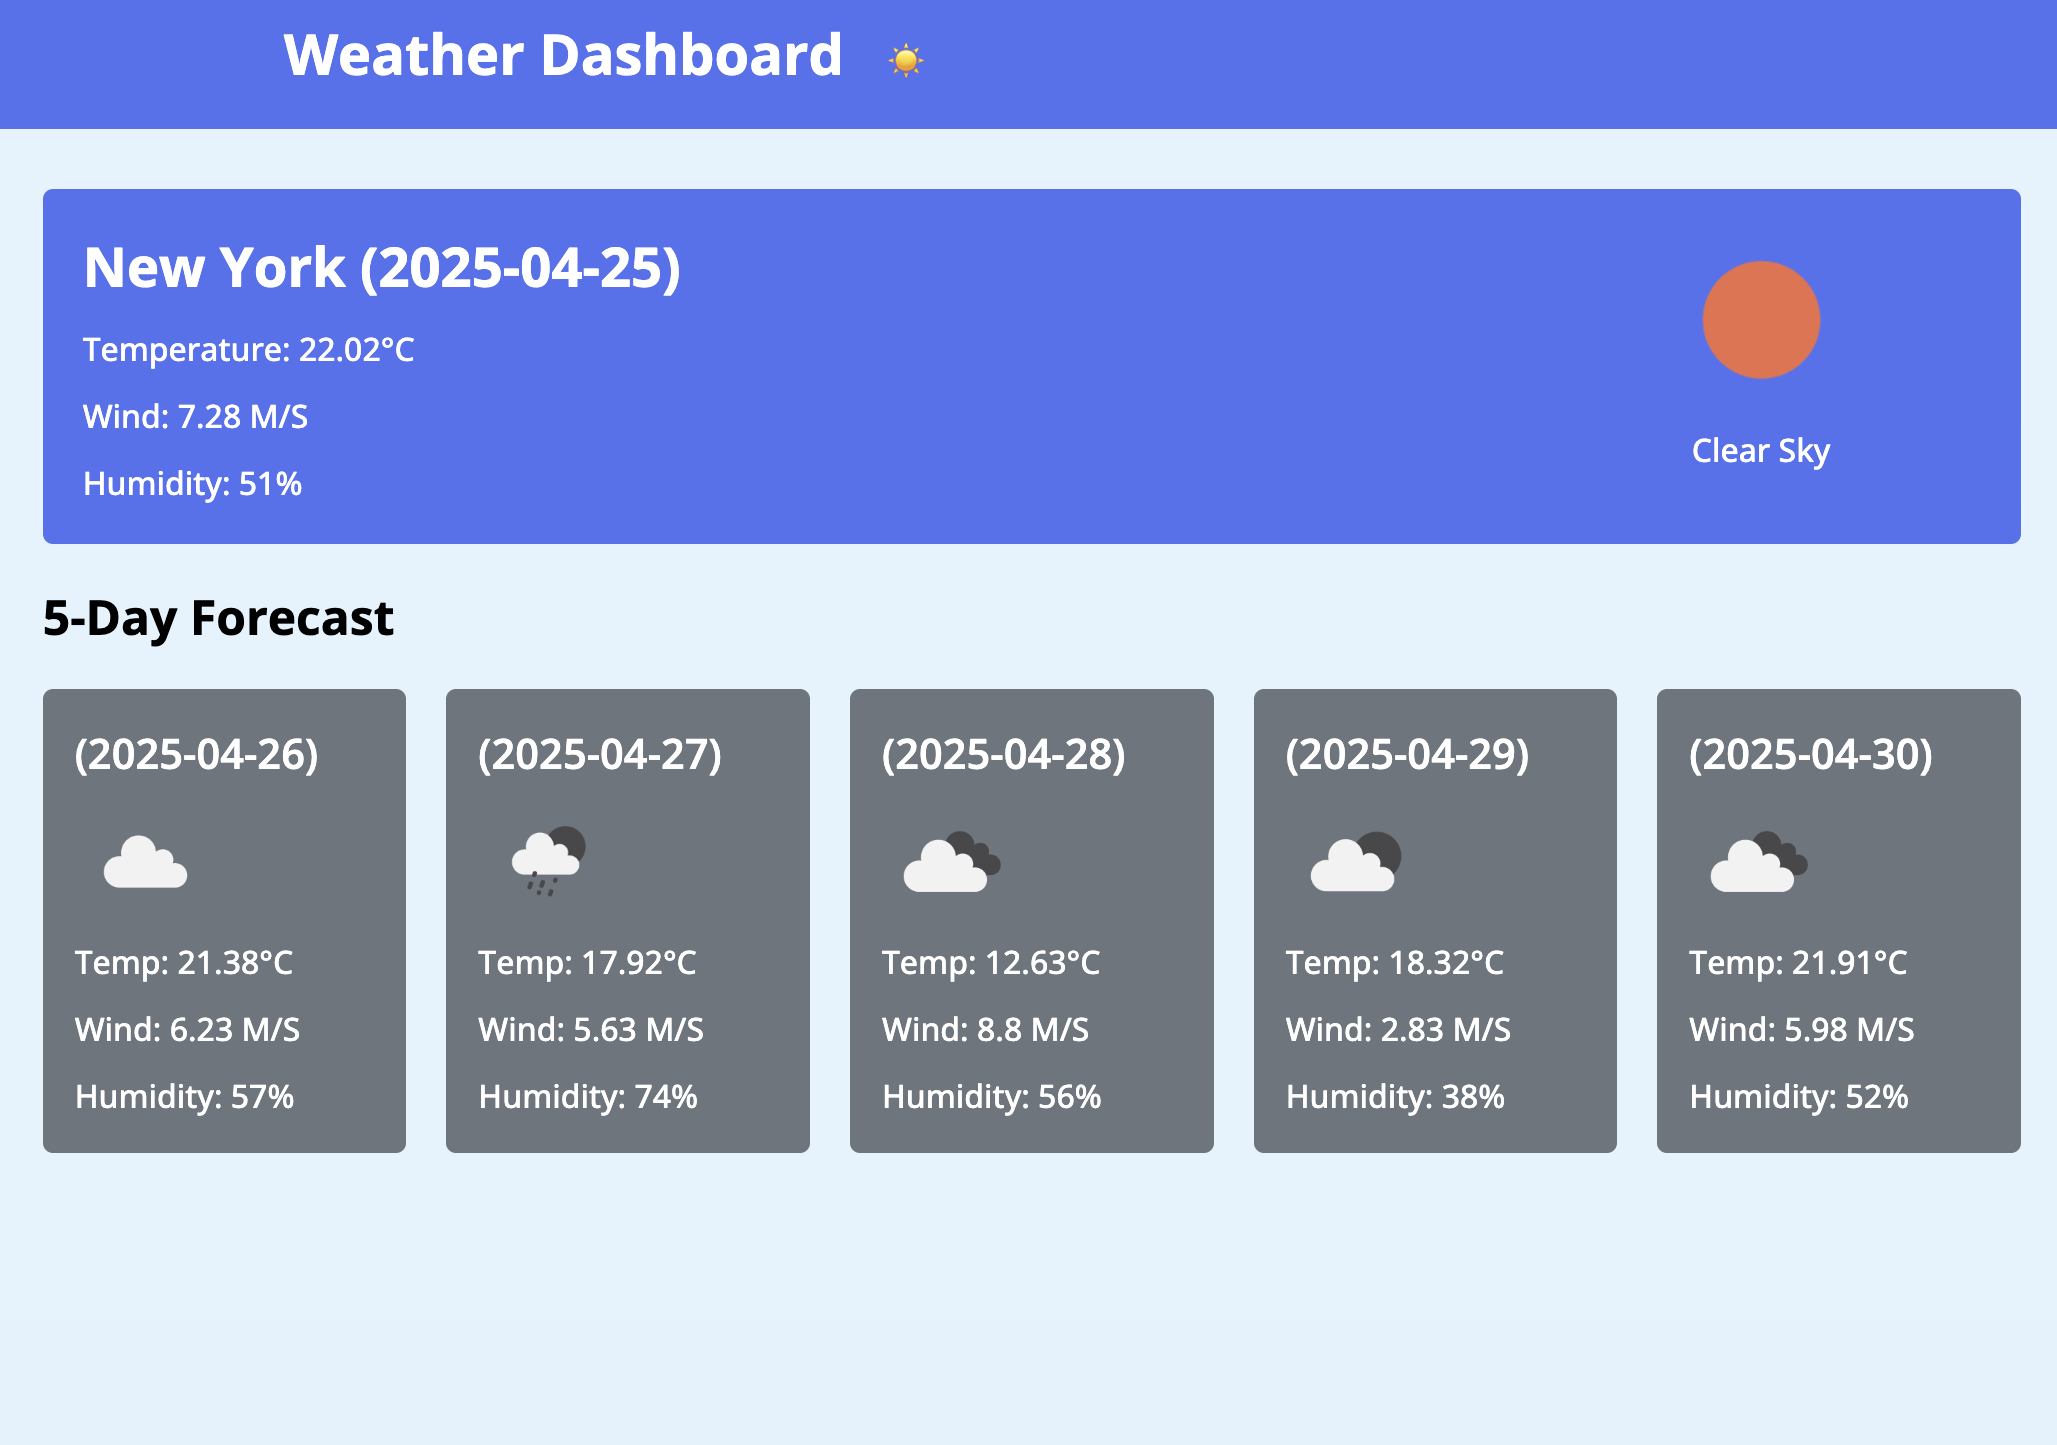 Weather Dashboard
New York (2025-04-25)
Temperature: 22.02°C
Wind: 7.28 M/S
Humidity: 51%
Clear Sky
5-Day Forecast
(2025-04-26)
Temp: 21.38°C
Wind: 6.23 M/S
Humidity: 57%
(2025-04-27)
Temp: 17.92°C
Wind: 5.63 M/S
Humidity: 74%
(2025-04-28)
Temp: 12.63°C
Wind: 8.8 M/S
Humidity: 56%
(2025-04-29)
Temp: 18.32°C
Wind: 2.83 M/S
Humidity: 38%
(2025-04-30)
Temp: 21.91°C
Wind: 5.98 M/S
Humidity: 52%